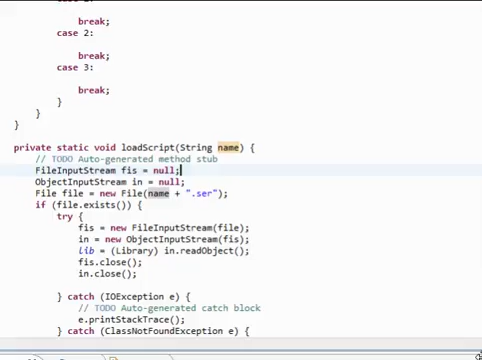 break;
case 2:
break;
case 3:
break;
}
}
}
private static void loadScript(String name) {
// TODO Auto-generated method stub
FileInputStream fis = null;
ObjectInputStream in = null;
File file = new File(name + ".ser");
if (file.exists()) {
try {
fis = new FileInputStream(file);
in = new ObjectInputStream(fis);
lib = (Library) in.readObject();
fis.close();
in.close();
} catch (IOException e) {
// TODO Auto-generated catch block
e.printStackTrace();
} catch (ClassNotFoundException e) {